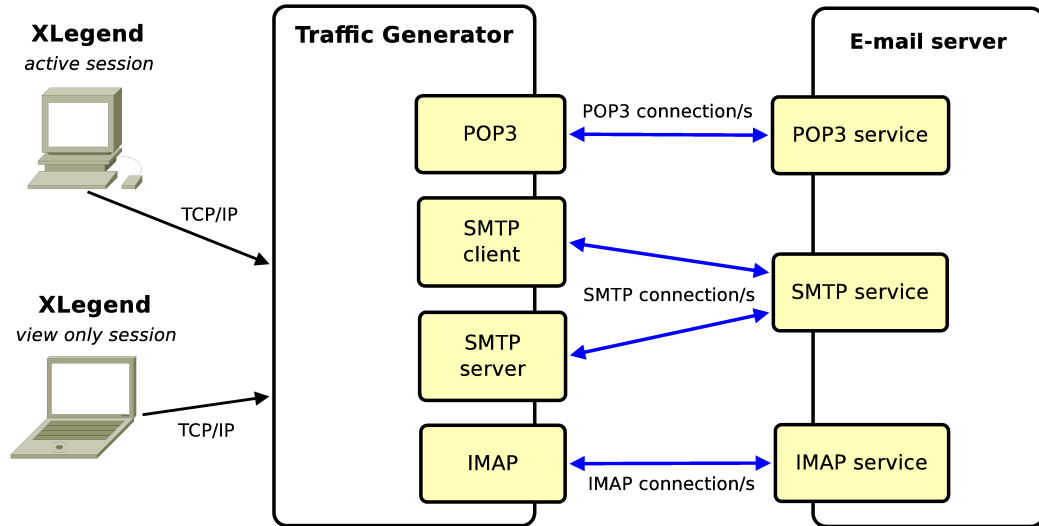 XLegend
active session
TCP/IP
XLegend
view only session
TCP/IP
Traffic Generator
POP3
SMTP
client
SMTP
server
IMAP
POP3 connection/s
SMTP connection/s
IMAP connection/s
E-mail server
POP3 service
SMTP service
IMAP service